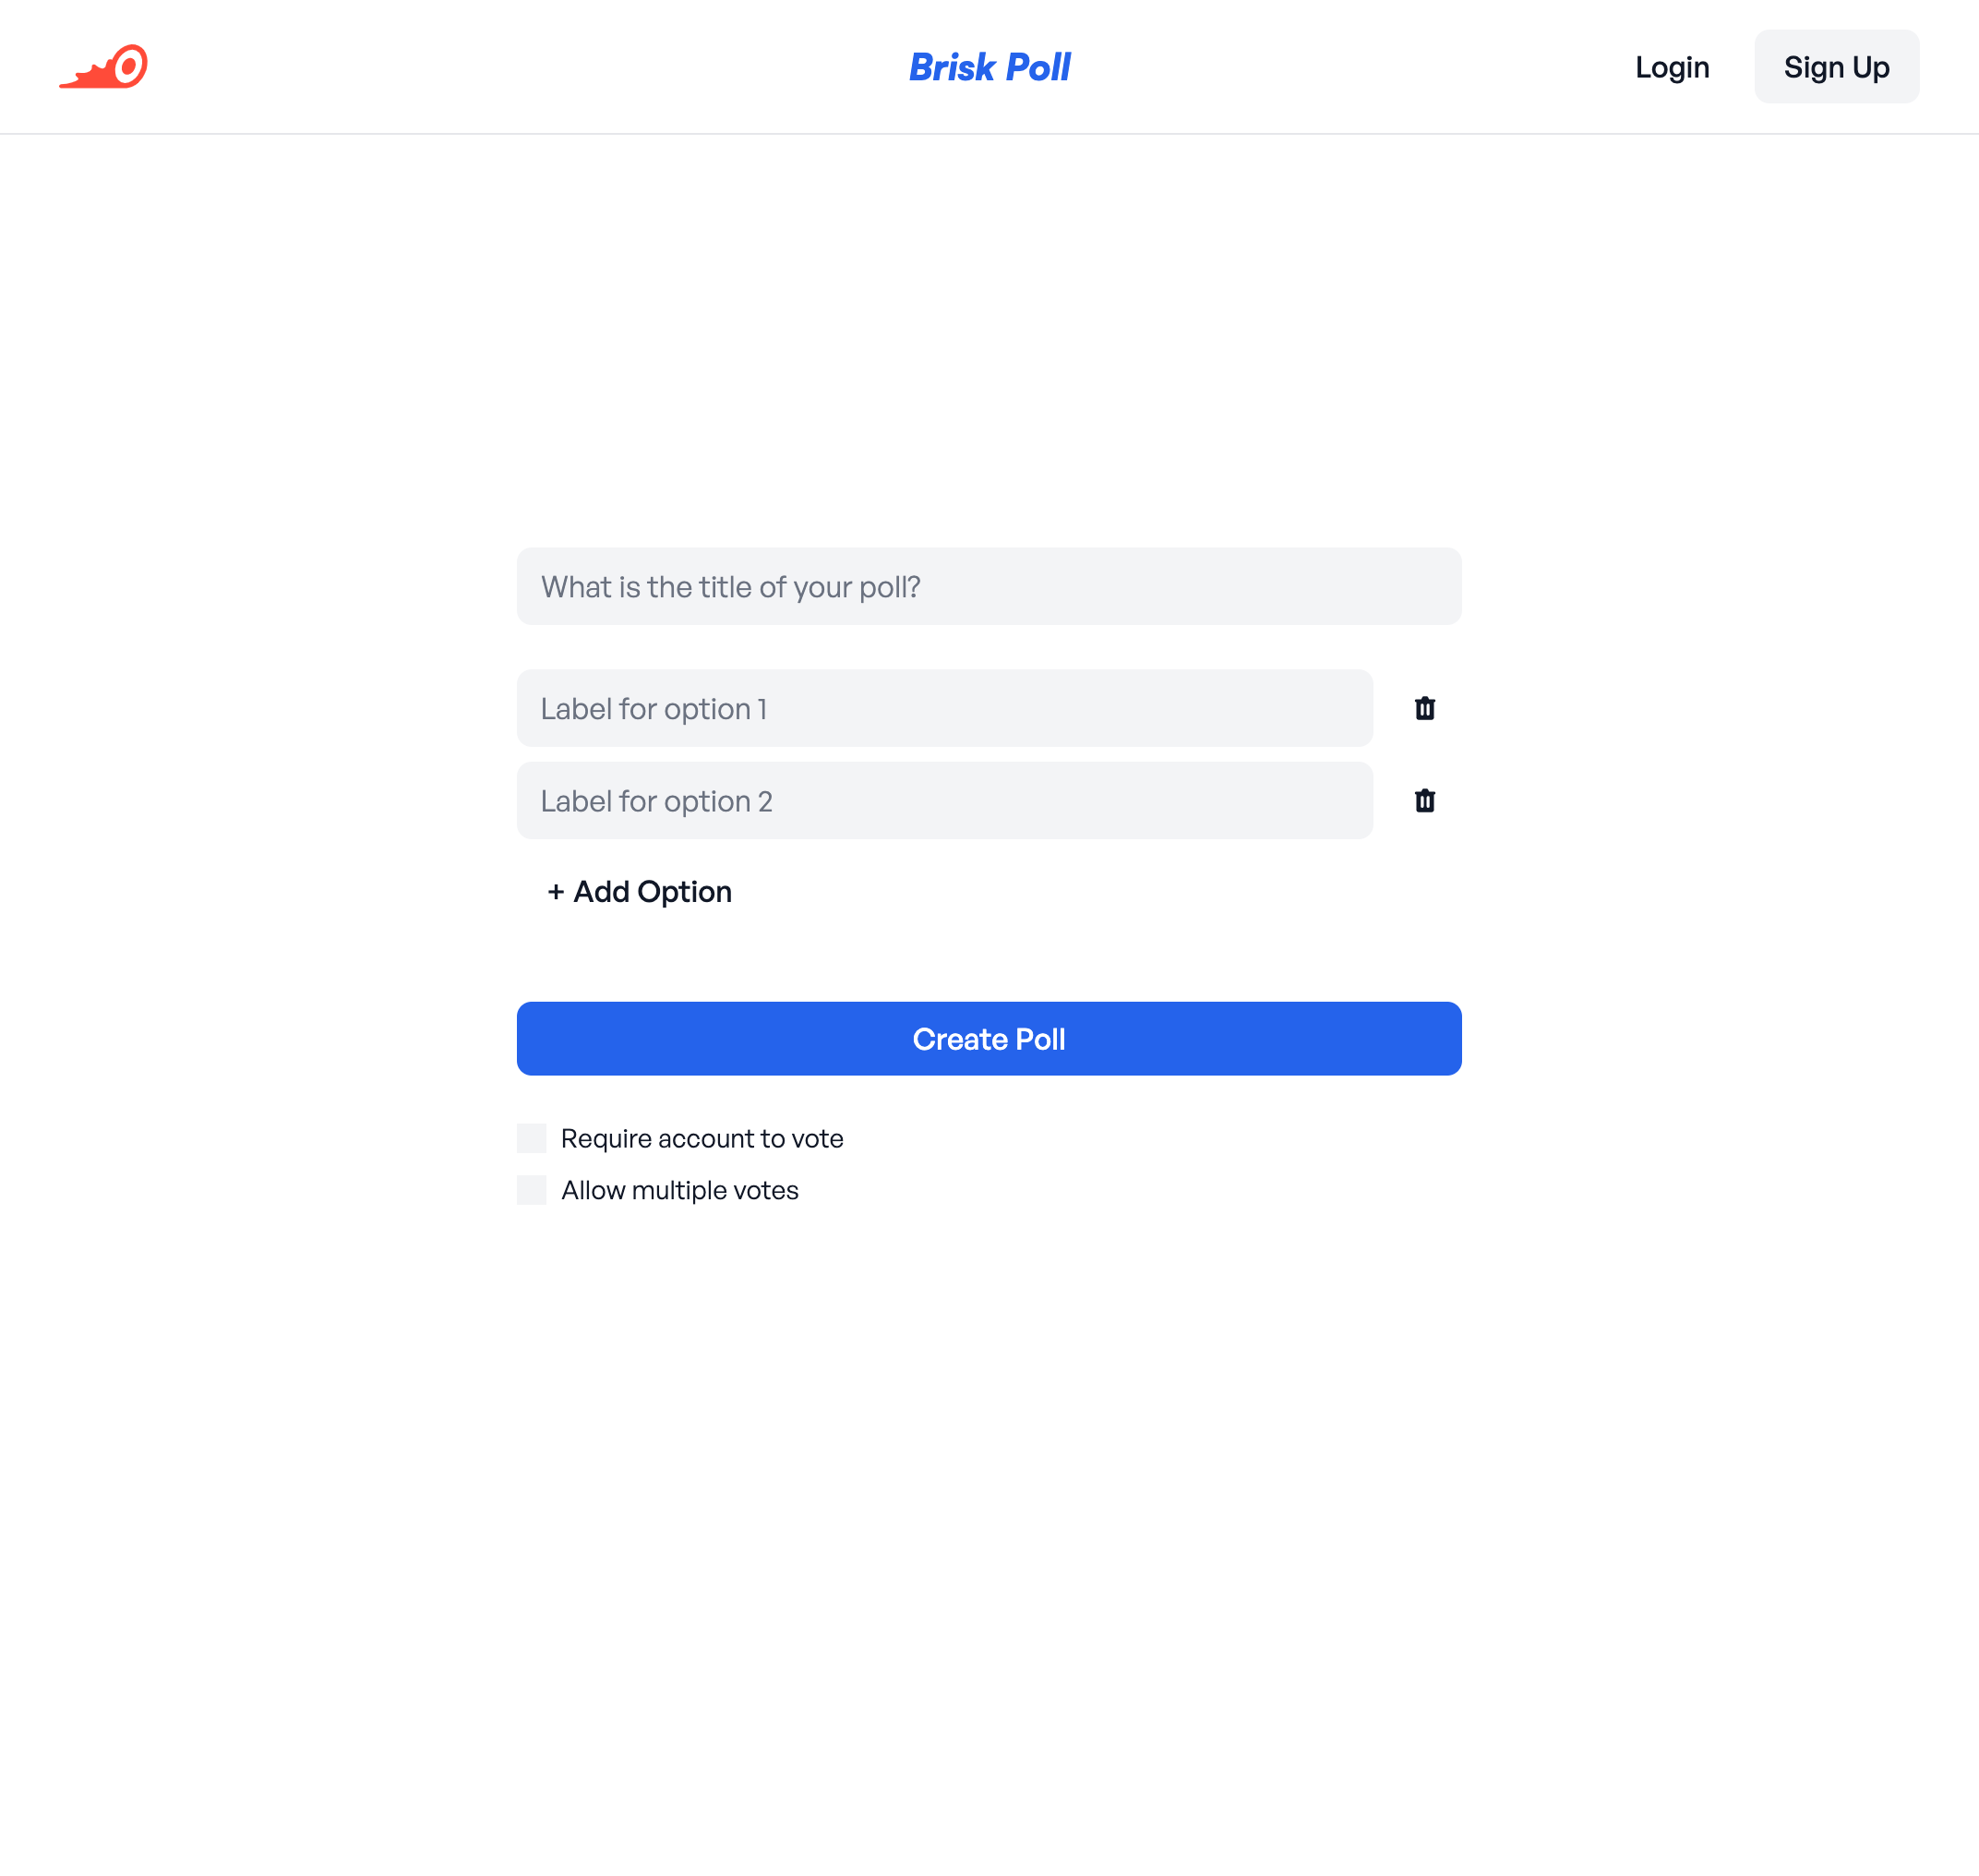 Brisk Poll
Login
Sign Up
What is the title of your poll?
Label for option 1
Label for option 2
+ Add Option
Create Poll
Require account to vote
Allow multiple votes